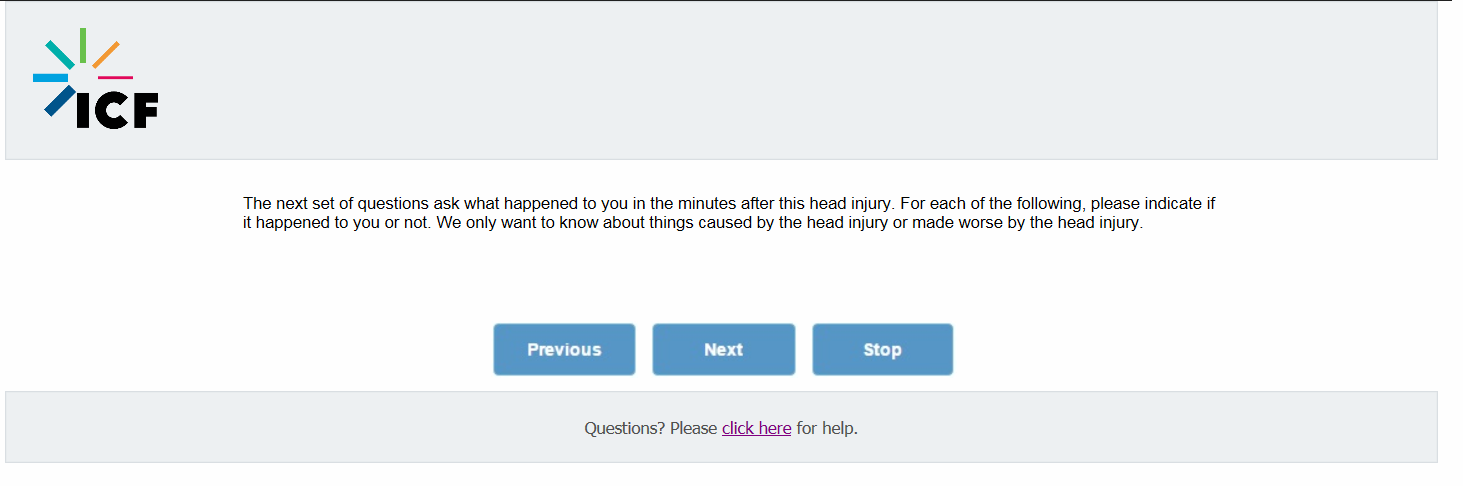 ICF
The next set of questions ask what happened to you in the minutes after this head injury. For each of the following, please indicate if
it happened to you or not. We only want to know about things caused by the head injury or made worse by the head injury.
Previous
Next
Stop
Questions? Please click here for help.